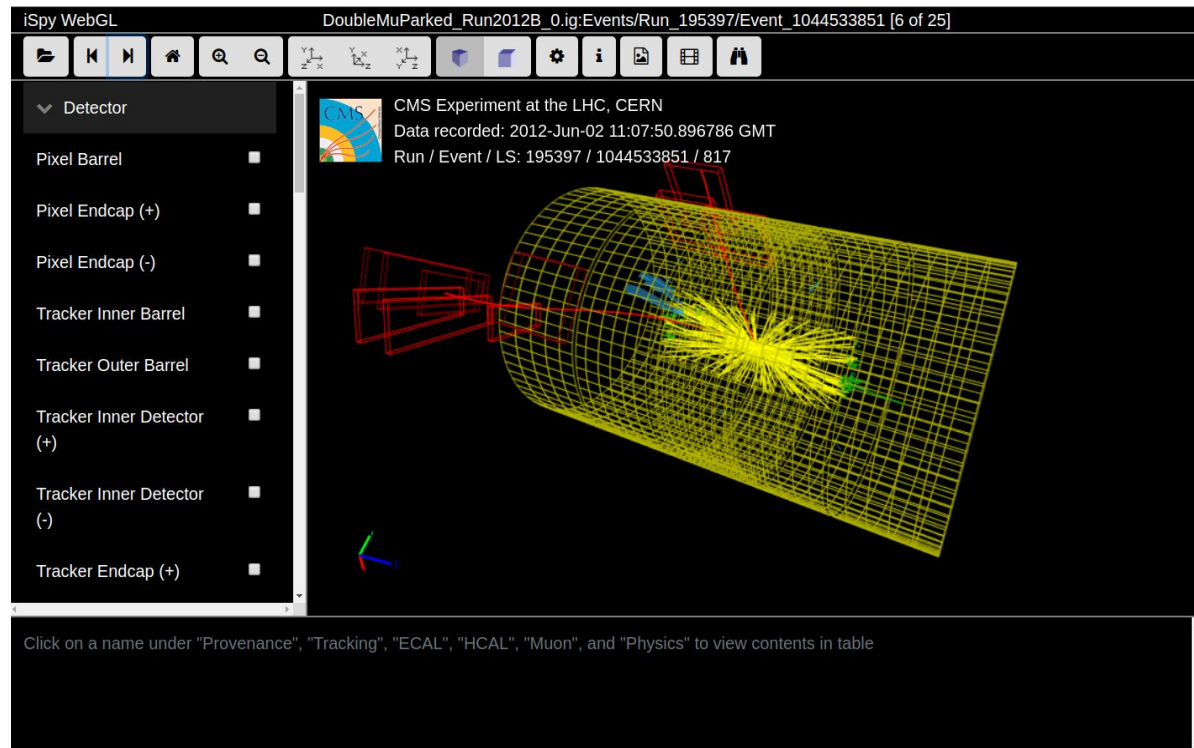 iSpy WebGL
DoubleMuParked_Run2012B_0.ig:Events/Run_195397/Event_1044533851 [6 of 25]
Detector
Pixel Barrel
Pixel Endcap (+)
Pixel Endcap (-)
Tracker Inner Barrel
Tracker Outer Barrel
Tracker Inner Detector
(+)
Tracker Inner Detector
(-)
Tracker Endcap (+)
CMS
CMS Experiment at the LHC, CERN
Data recorded: 2012-Jun-02 11:07:50.896786 GMT
Run / Event / LS: 195397 / 1044533851 / 817
Click on a name under "Provenance", "Tracking", "ECAL", "HCAL", "Muon", and "Physics" to view contents in table